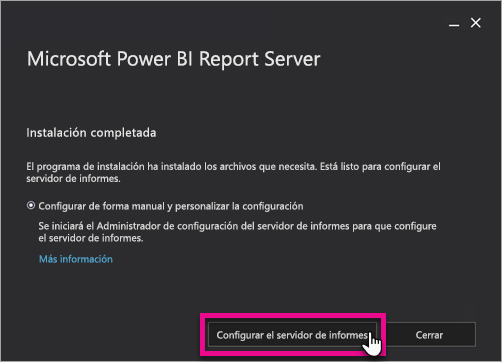 Microsoft Power BI Report Server
Instalación completada
El programa de instalación ha instalado los archivos que necesita. Está listo para configurar el
servidor de informes.
Configurar de forma manual y personalizar la configuración
Se iniciará el Administrador de configuración del servidor de informes para que configure
el servidor de informes.
Más información
Configurar el servidor de informes
Cerrar